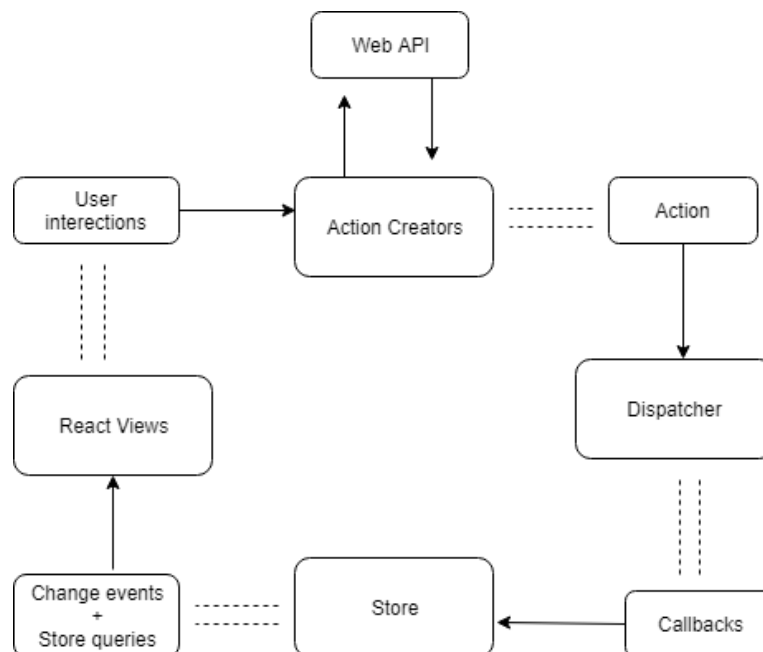 Web API
User
interections
Action Creators
Action
React Views
Dispatcher
Change events
+
Store queries
Store
Callbacks